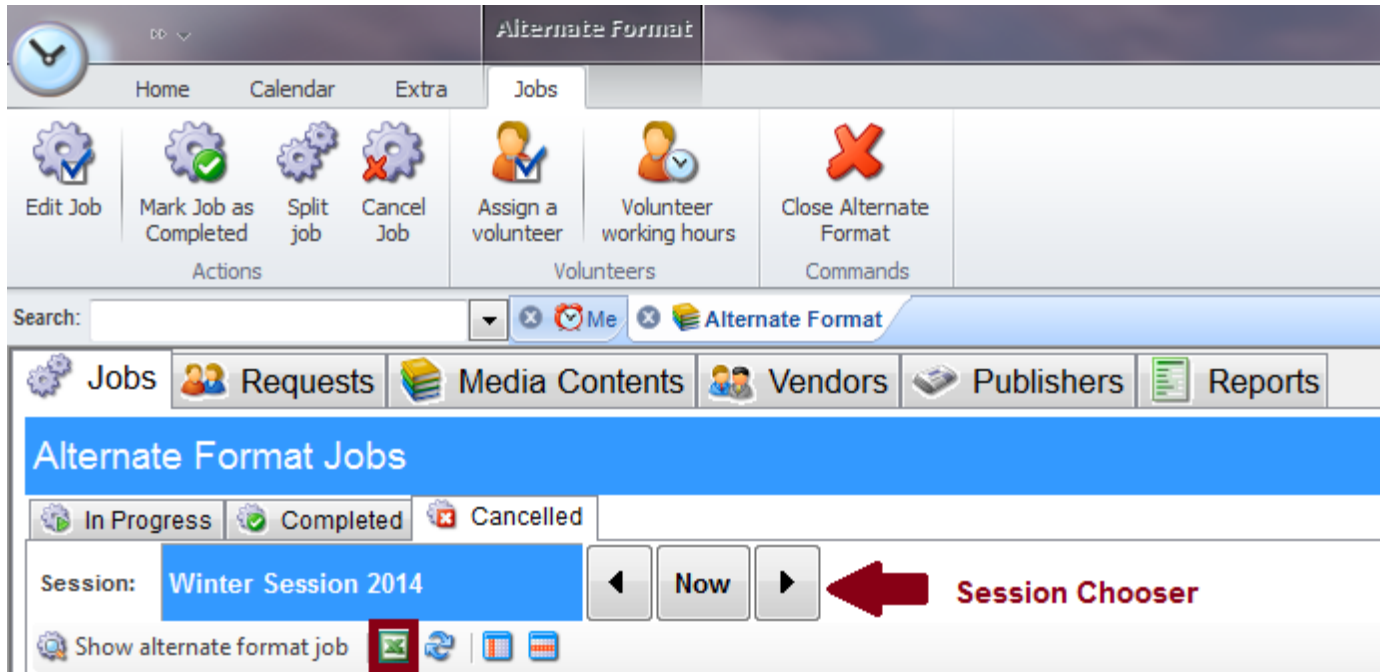 Alternate Format
Home Calendar Extra Jobs
Edit Job Mark Job as Completed Split job Cancel Job Assign a volunteer Volunteer working hours Close Alternate Format
Actions Volunteers Commands
Search: Me Alternate Format
Jobs Requests Media Contents Vendors Publishers Reports
Alternate Format Jobs
In Progress Completed Cancelled
Session: Winter Session 2014 Now Session Chooser
Show alternate format job